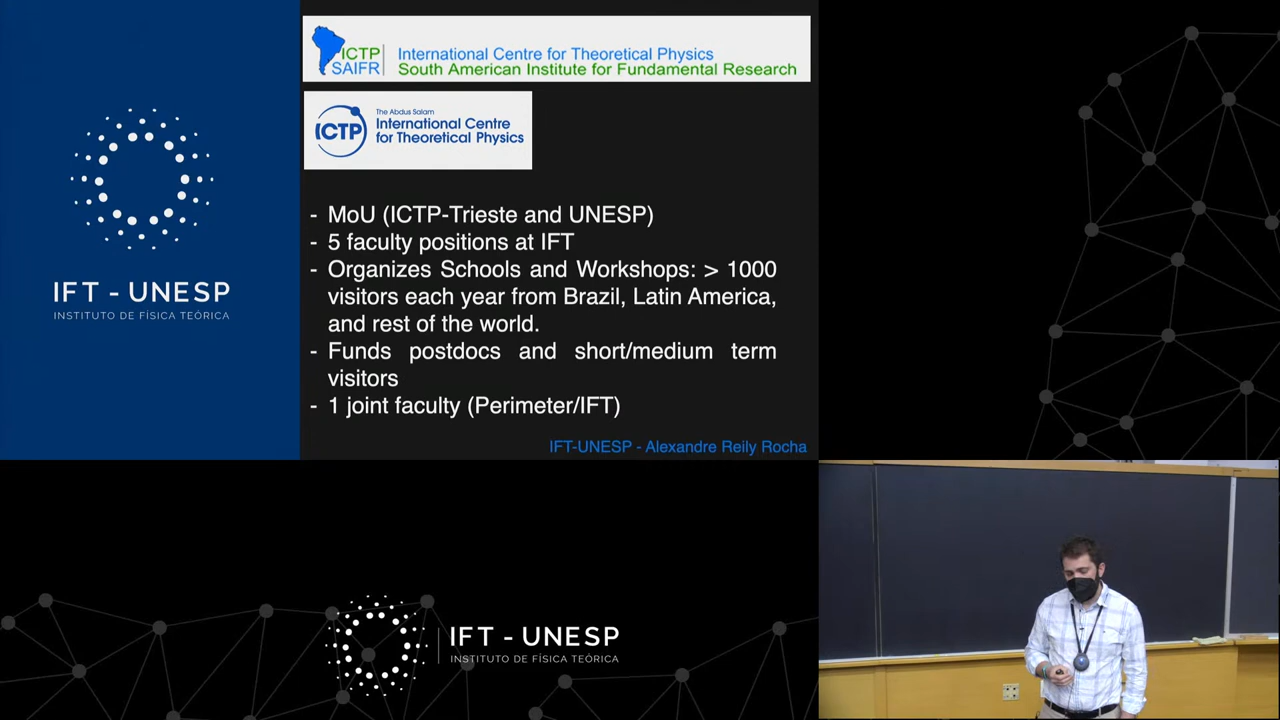 ICTP
SAIFR
International Centre for Theoretical Physics
South American Institute for Fundamental Research
ICTP
The Abdus Salam
International Centre
for Theoretical Physics
IFT - UNESP
INSTITUTO DE FÍSICA TEÓRICA
- MoU (ICTP-Trieste and UNESP)
- 5 faculty positions at IFT
- Organizes Schools and Workshops: > 1000
visitors each year from Brazil, Latin America,
and rest of the world.
- Funds postdocs and short/medium term
visitors
- 1 joint faculty (Perimeter/IFT)
IFT-UNESP - Alexandre Reily Rocha
IFT - UNESP
INSTITUTO DE FÍSICA TEÓRICA